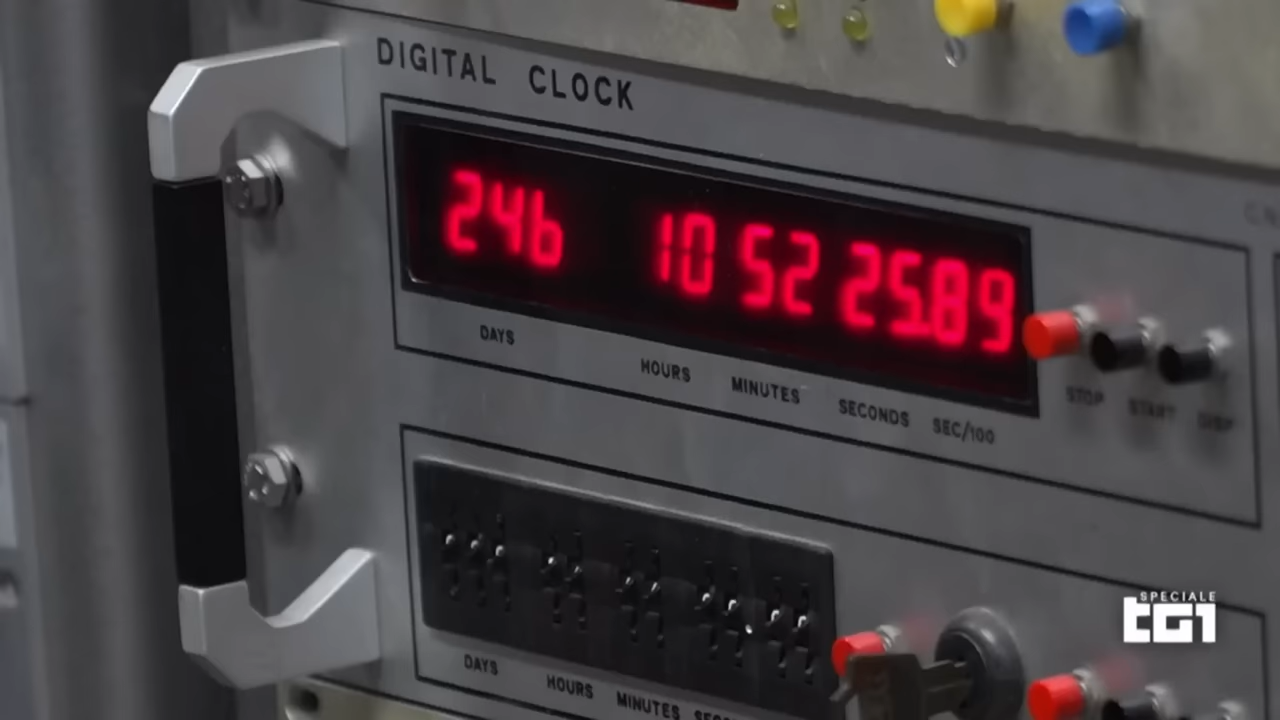 DIGITAL CLOCK
246 10 52 25.89
DAYS HOURS MINUTES SECONDS SEC/100
STOP START DISP
SPECIALE
tG1
DAYS HOURS MINUTES